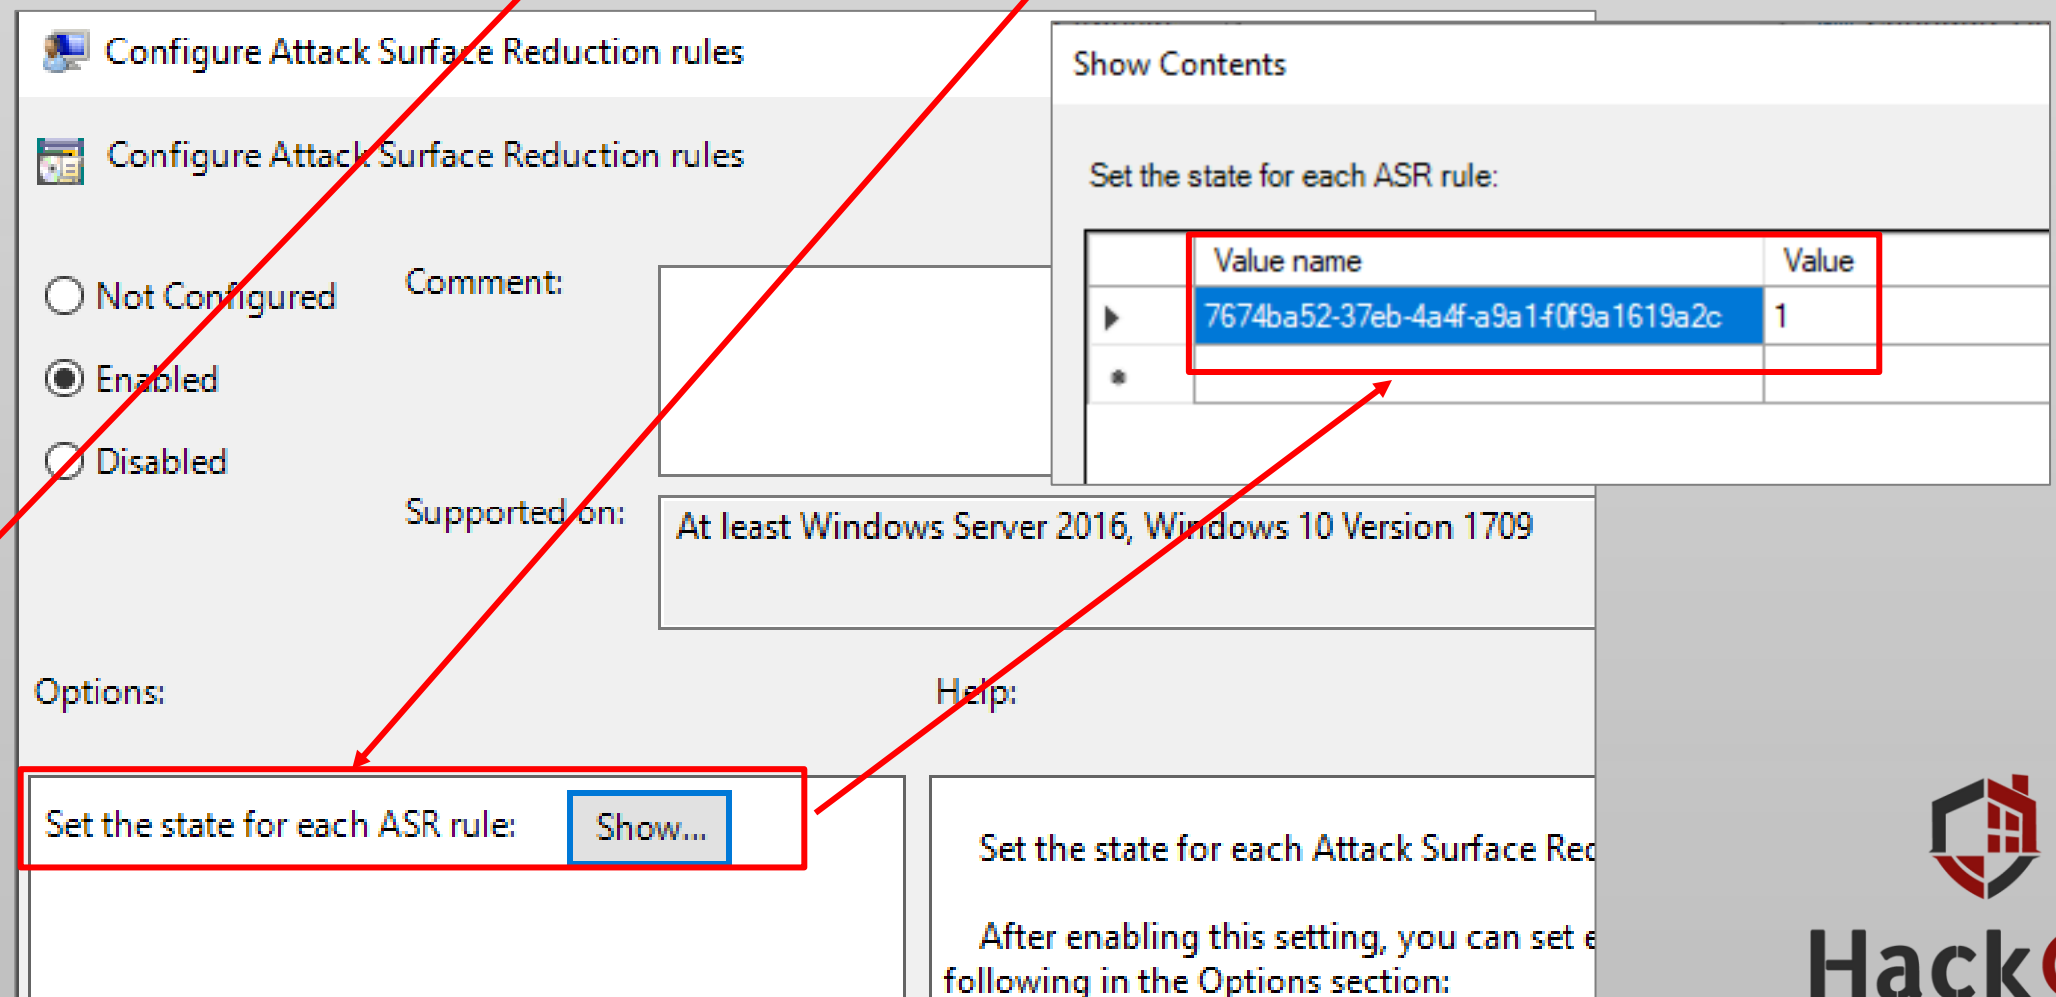 Configure Attack Surface Reduction rules
Configure Attack Surface Reduction rules
Not Configured
Comment:
Enabled
Disabled
Supported on:
At least Windows Server 2016, Windows 10 Version 1709
Options:
Help:
Set the state for each ASR rule:
Show...
Set the state for each Attack Surface Rec
After enabling this setting, you can set e
following in the Options section:
Show Contents
Set the state for each ASR rule:
Value name Value
7674ba52-37eb-4a4f-a9a1-f0f9a1619a2c 1
Hack